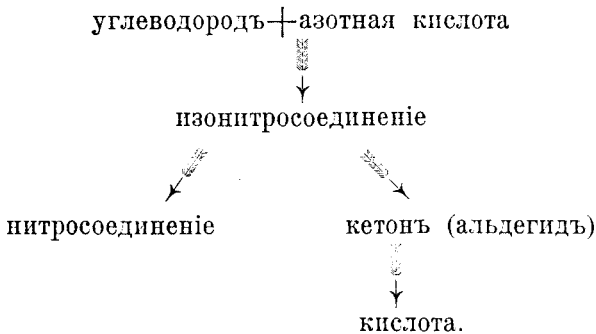 углеводородъ+азотная кислота
изонитросоединеніе
нитросоединеніе кетонъ (альдегидъ)
кислота.